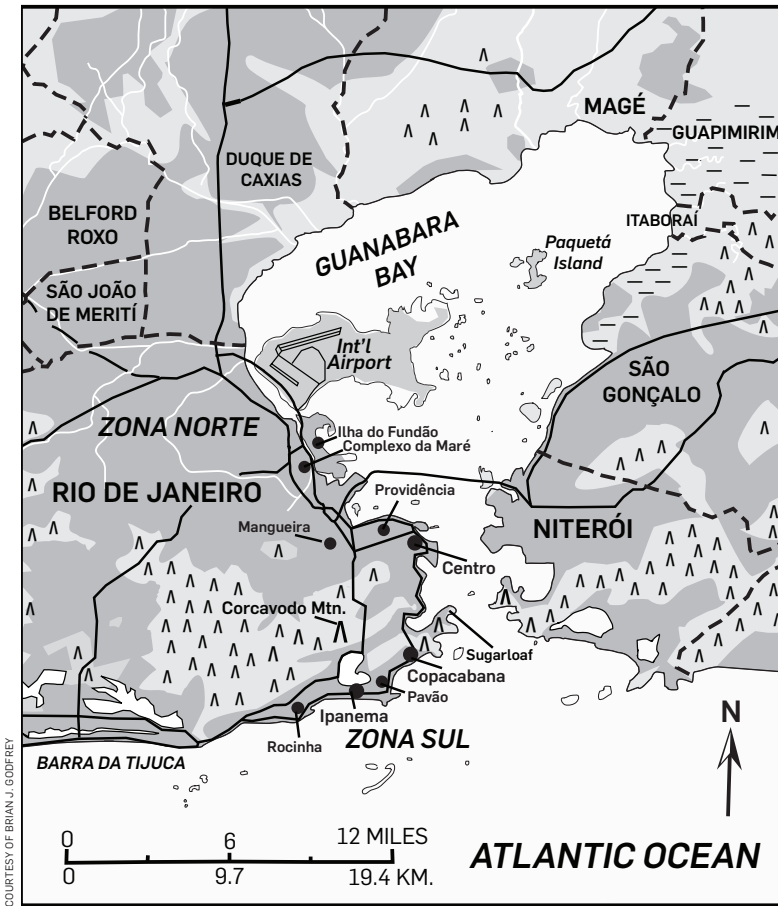 MAGÉ
GUAPIMIRIM
DUQUE DE
CAXIAS
BELFORD
ROXO
GUANABARA
BAY
ITABORAÍ
Paquetá
Island
SÃO JOÃO
DE MERITÍ
Int'l
Airport
SÃO
GONÇALO
ZONA NORTE
Ilha do Fundão
Complexo da Maré
RIO DE JANEIRO
Providência
Mangueira
NITERÓI
Centro
Corcavodo Mtn.
Sugarloaf
Copacabana
Pavão
Ipanema
Rocinha
ZONA SUL
BARRA DA TIJUCA
N
0 6 12 MILES
0 9.7 19.4 KM.
ATLANTIC OCEAN
COURTESY OF BRIAN J. GODFREY